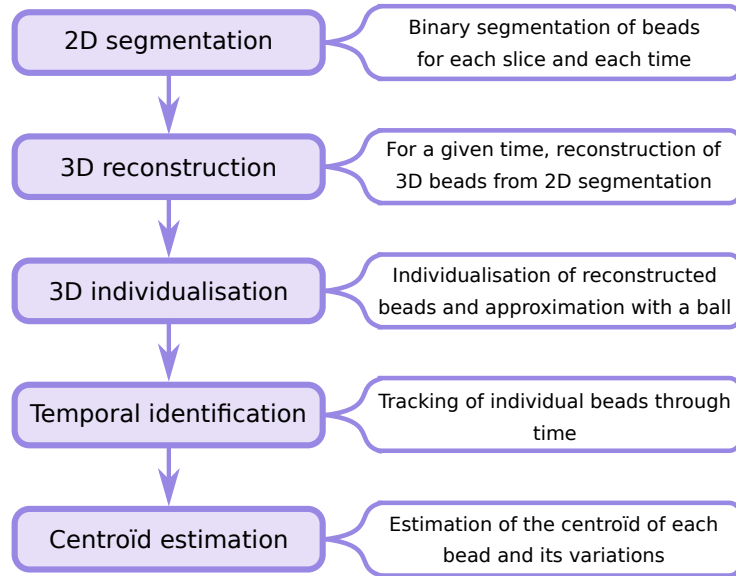 2D segmentation
Binary segmentation of beads
for each slice and each time
3D reconstruction
For a given time, reconstruction of
3D beads from 2D segmentation
3D individualisation
Individualisation of reconstructed
beads and approximation with a ball
Temporal identification
Tracking of individual beads through
time
Centroïd estimation
Estimation of the centroïd of each
bead and its variations